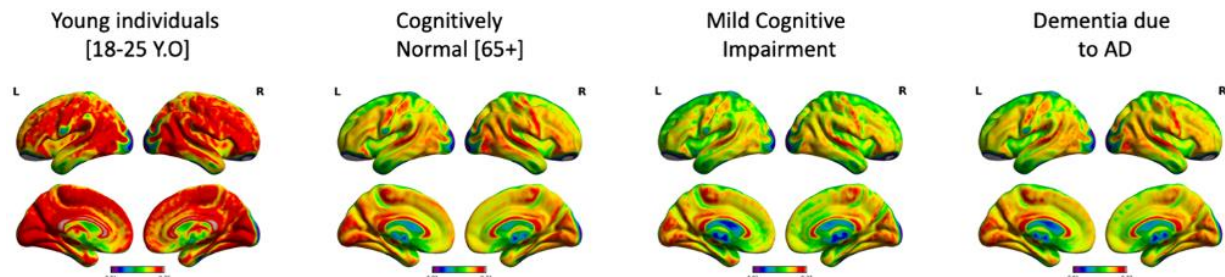 Young individuals
[18-25 Y.O]
Cognitively
Normal [65+]
Mild Cognitive
Impairment
Dementia due
to AD
L
R
L
R
L
R
L
R